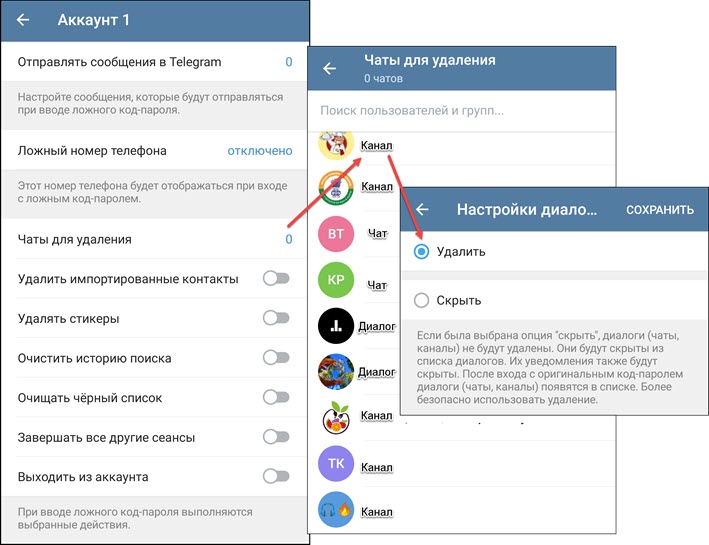 Аккаунт 1
Отправлять сообщения в Telegram 0
Настройте сообщения, которые будут отправляться
при вводе ложного код-пароля.
Ложный номер телефона отключено
Этот номер телефона будет отображаться при входе
с ложным код-паролем.
Чаты для удаления 0
Удалить импортированные контакты
Удалять стикеры
Очистить историю поиска
Очищать чёрный список
Завершать все другие сеансы
Выходить из аккаунта
При вводе ложного код-пароля выполняются
выбранные действия.
Чаты для удаления
0 чатов
Поиск пользователей и групп...
Канал
Канал
ВТ Чат
КР Чат
Диалог
Диалог
Канал
ТК Канал
Канал
Настройки диало... СОХРАНИТЬ
Удалить
Скрыть
Если была выбрана опция "скрыть", диалоги (чаты,
каналы) не будут удалены. Они будут скрыты из
списка диалогов. Их уведомления также будут
скрыты. После входа с оригинальным код-паролем
диалоги (чаты, каналы) появятся в списке. Более
безопасно использовать удаление.